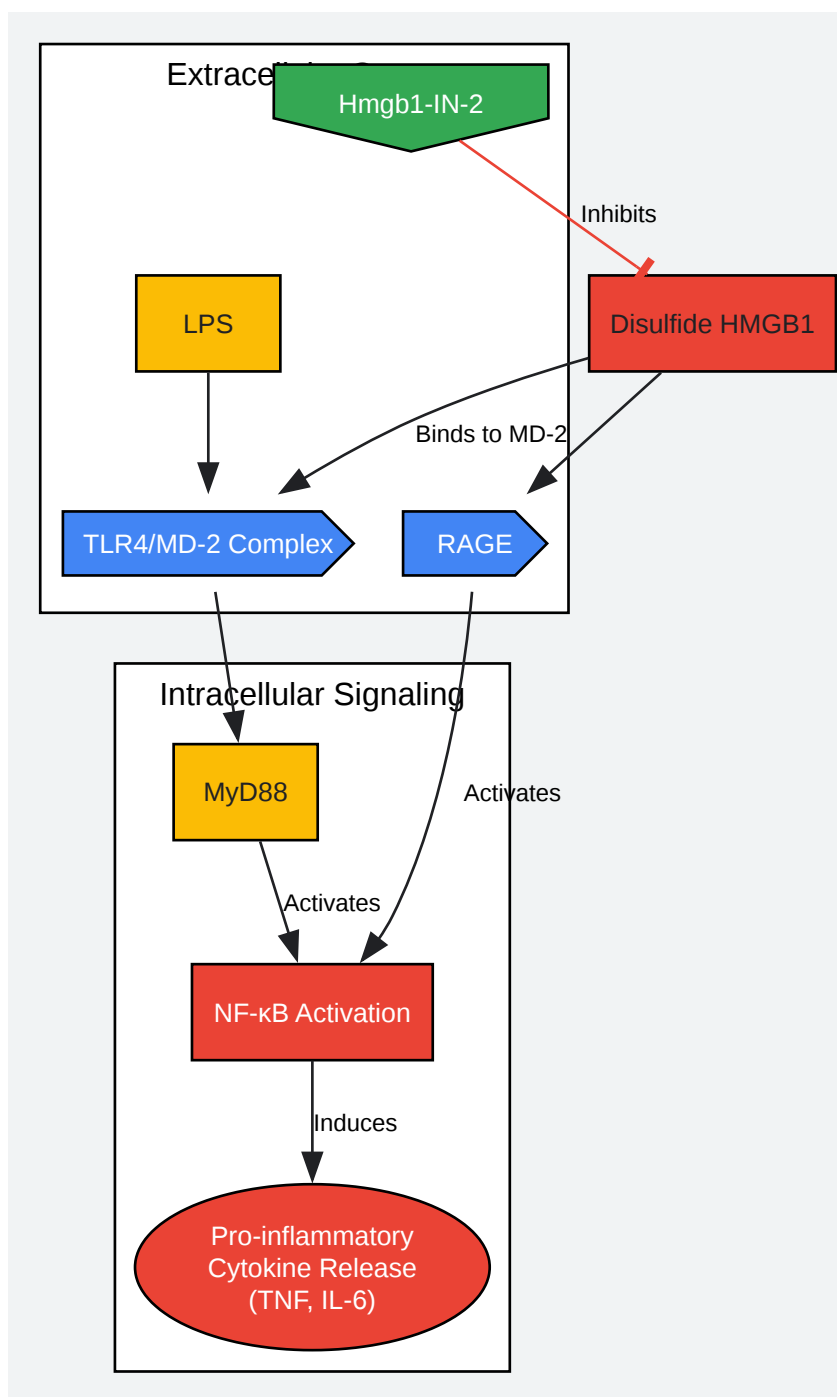 Extracellular
Hmgb1-IN-2
Inhibits
LPS
Disulfide HMGB1
Binds to MD-2
TLR4/MD-2 Complex
RAGE
Intracellular Signaling
MyD88
Activates
Activates
NF-κB Activation
Induces
Pro-inflammatory
Cytokine Release
(TNF, IL-6)